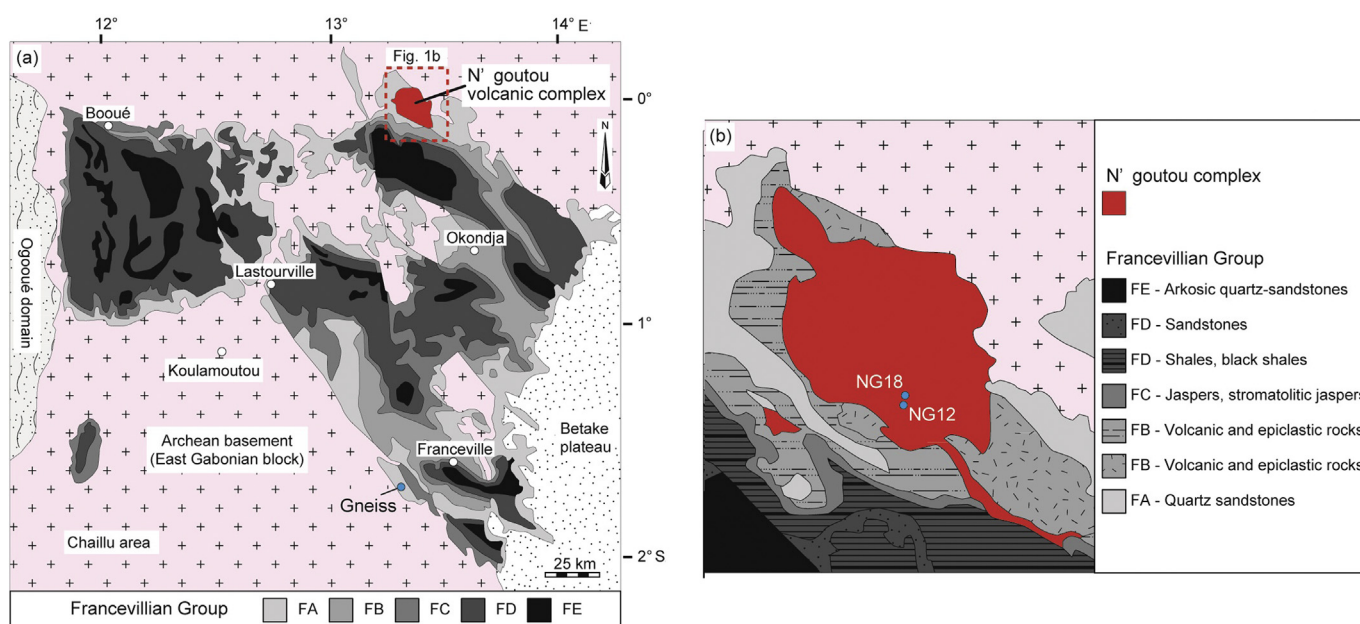 12°
13°
14° E
(a)
Fig. 1b
N' goutou
volcanic complex
0°
Booué
N
Ogooué domain
Okondja
Lastourville
1°
Koulamoutou
Archean basement
(East Gabonian block)
Betake
plateau
Franceville
Gneiss
Chaillu area
2° S
25 km
Francevillian Group
FA
FB
FC
FD
FE
(b)
NG18
NG12
N' goutou complex
Francevillian Group
FE - Arkosic quartz-sandstones
FD - Sandstones
FD - Shales, black shales
FC - Jaspers, stromatolitic jaspers
FB - Volcanic and epiclastic rocks
FB - Volcanic and epiclastic rocks
FA - Quartz sandstones